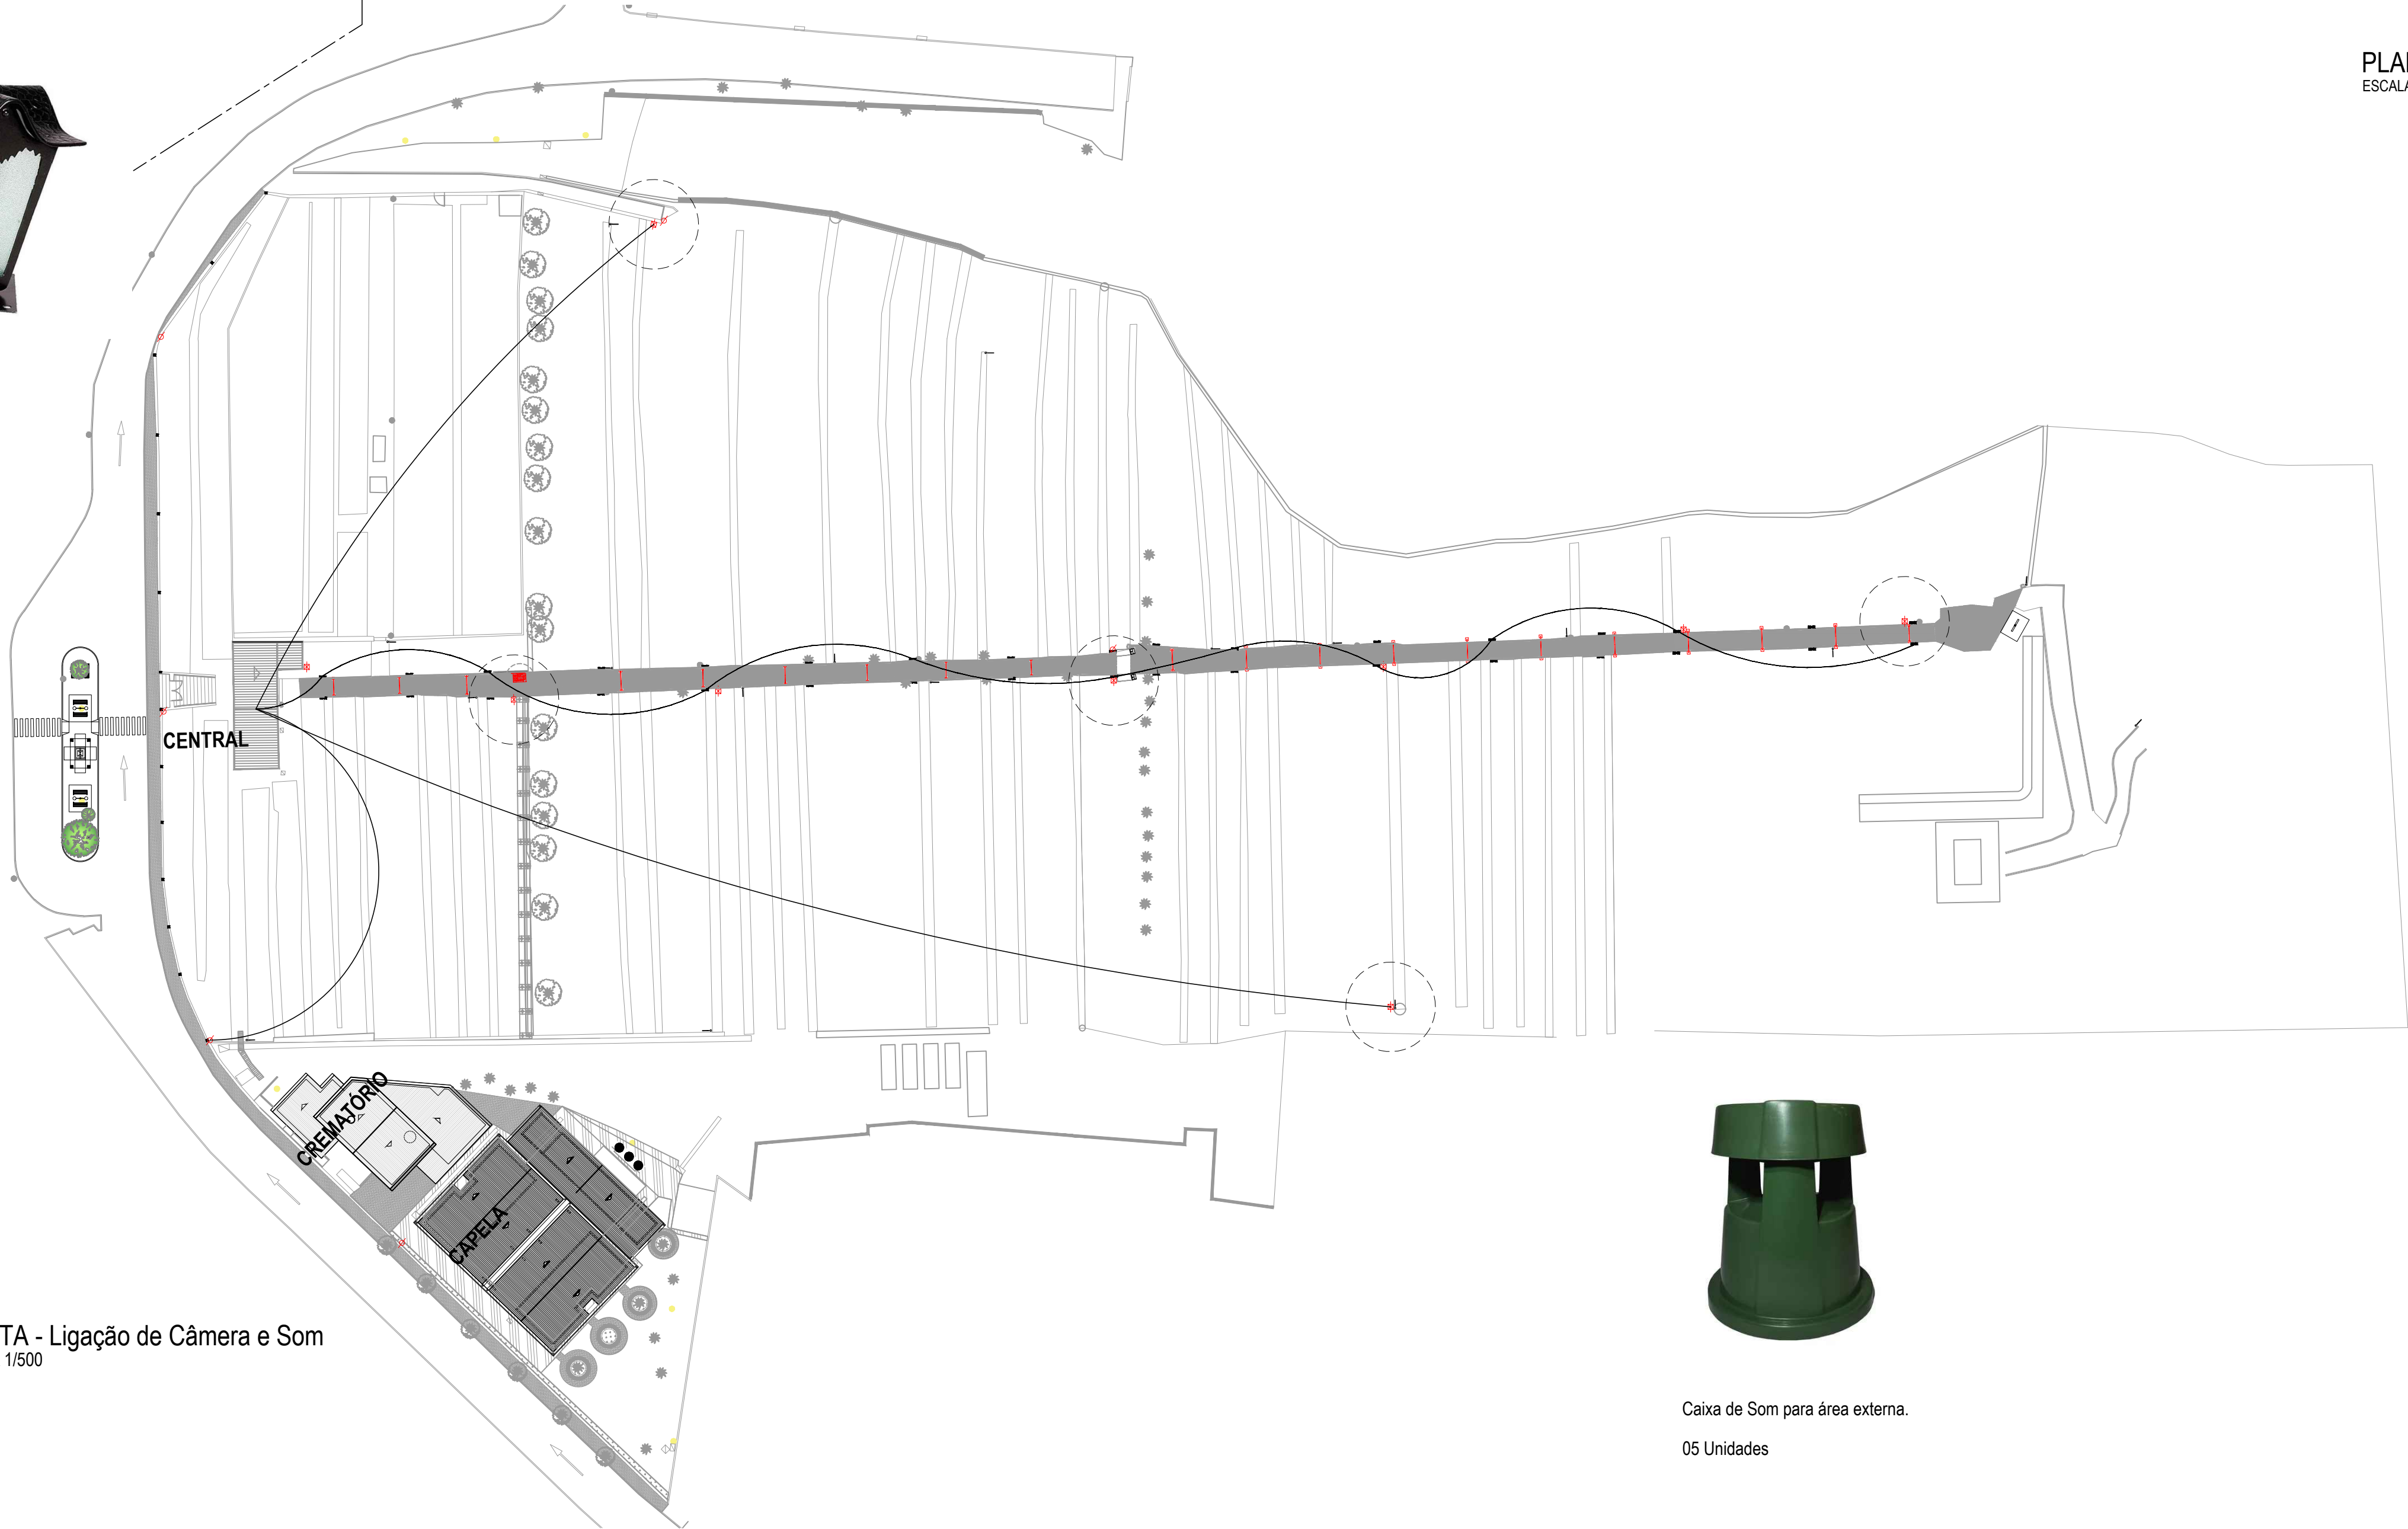 PLA
ESCALA
CENTRAL
CREMATÓRIO
CAPELA
TA - Ligação de Câmera e Som
1/500
Caixa de Som para área externa.
05 Unidades